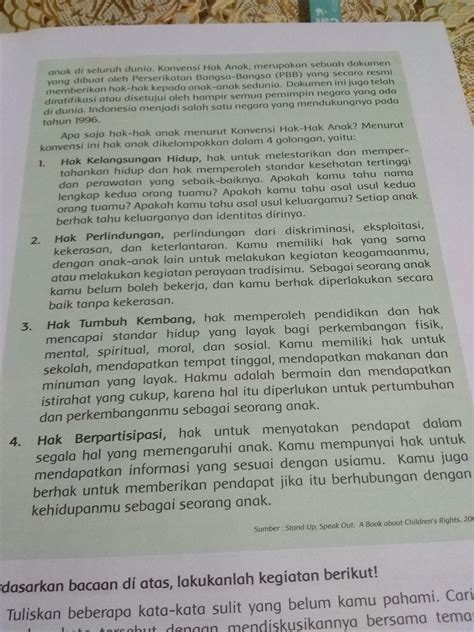 anak di seluruh dunia. Konvensi Hak Anak, merupakan sebuah dokumen
yang dibuat oleh Perserikatan Bangsa-Bangsa (PBB) yang secara resmi
memberikan hak-hak kepada anak-anak sedunia. Dokumen ini juga telah
diratifikasi atau disetujui oleh hampir semua pemimpin negara yang ada
di dunia. Indonesia menjadi salah satu negara yang mendukungnya pada
tahun 1996.
Apa saja hak-hak anak menurut Konvensi Hak-Hak Anak? Menurut
konvensi ini hak anak dikelompokkan dalam 4 golongan, yaitu:
1. Hak Kelangsungan Hidup, hak untuk melestarikan dan memper-
tahankan hidup dan hak memperoleh standar kesehatan tertinggi
dan perawatan yang sebaik-baiknya. Apakah kamu tahu nama
lengkap kedua orang tuamu? Apakah kamu tahu asal usul kedua
orang tuamu? Apakah kamu tahu asal usul keluargamu? Setiap anak
berhak tahu keluarganya dan identitas dirinya.
2. Hak Perlindungan, perlindungan dari diskriminasi, eksploitasi,
kekerasan, dan keterlantaran. Kamu memiliki hak yang sama
dengan anak-anak lain untuk melakukan kegiatan keagamaanmu,
atau melakukan kegiatan perayaan tradisimu. Sebagai seorang anak
kamu belum boleh bekerja, dan kamu berhak diperlakukan secara
baik tanpa kekerasan.
3. Hak Tumbuh Kembang, hak memperoleh pendidikan dan hak
mencapai standar hidup yang layak bagi perkembangan fisik,
mental, spiritual, moral, dan sosial. Kamu memiliki hak untuk
sekolah, mendapatkan tempat tinggal, mendapatkan makanan dan
minuman yang layak. Hakmu adalah bermain dan mendapatkan
istirahat yang cukup, karena hal itu diperlukan untuk pertumbuhan
dan perkembanganmu sebagai seorang anak.
4. Hak Berpartisipasi, hak untuk menyatakan pendapat dalam
segala hal yang memengaruhi anak. Kamu mempunyai hak untuk
mendapatkan informasi yang sesuai dengan usiamu. Kamu juga
berhak untuk memberikan pendapat jika itu berhubungan dengan
kehidupanmu sebagai seorang anak.
Sumber : Stand Up, Speak Out. A Book about Children's Rights.
rdasarkan bacaan di atas, lakukanlah kegiatan berikut!
Tuliskan beberapa kata-kata sulit yang belum kamu pahami. Cari
tersebut dengan mendiskusikannya bersama tema